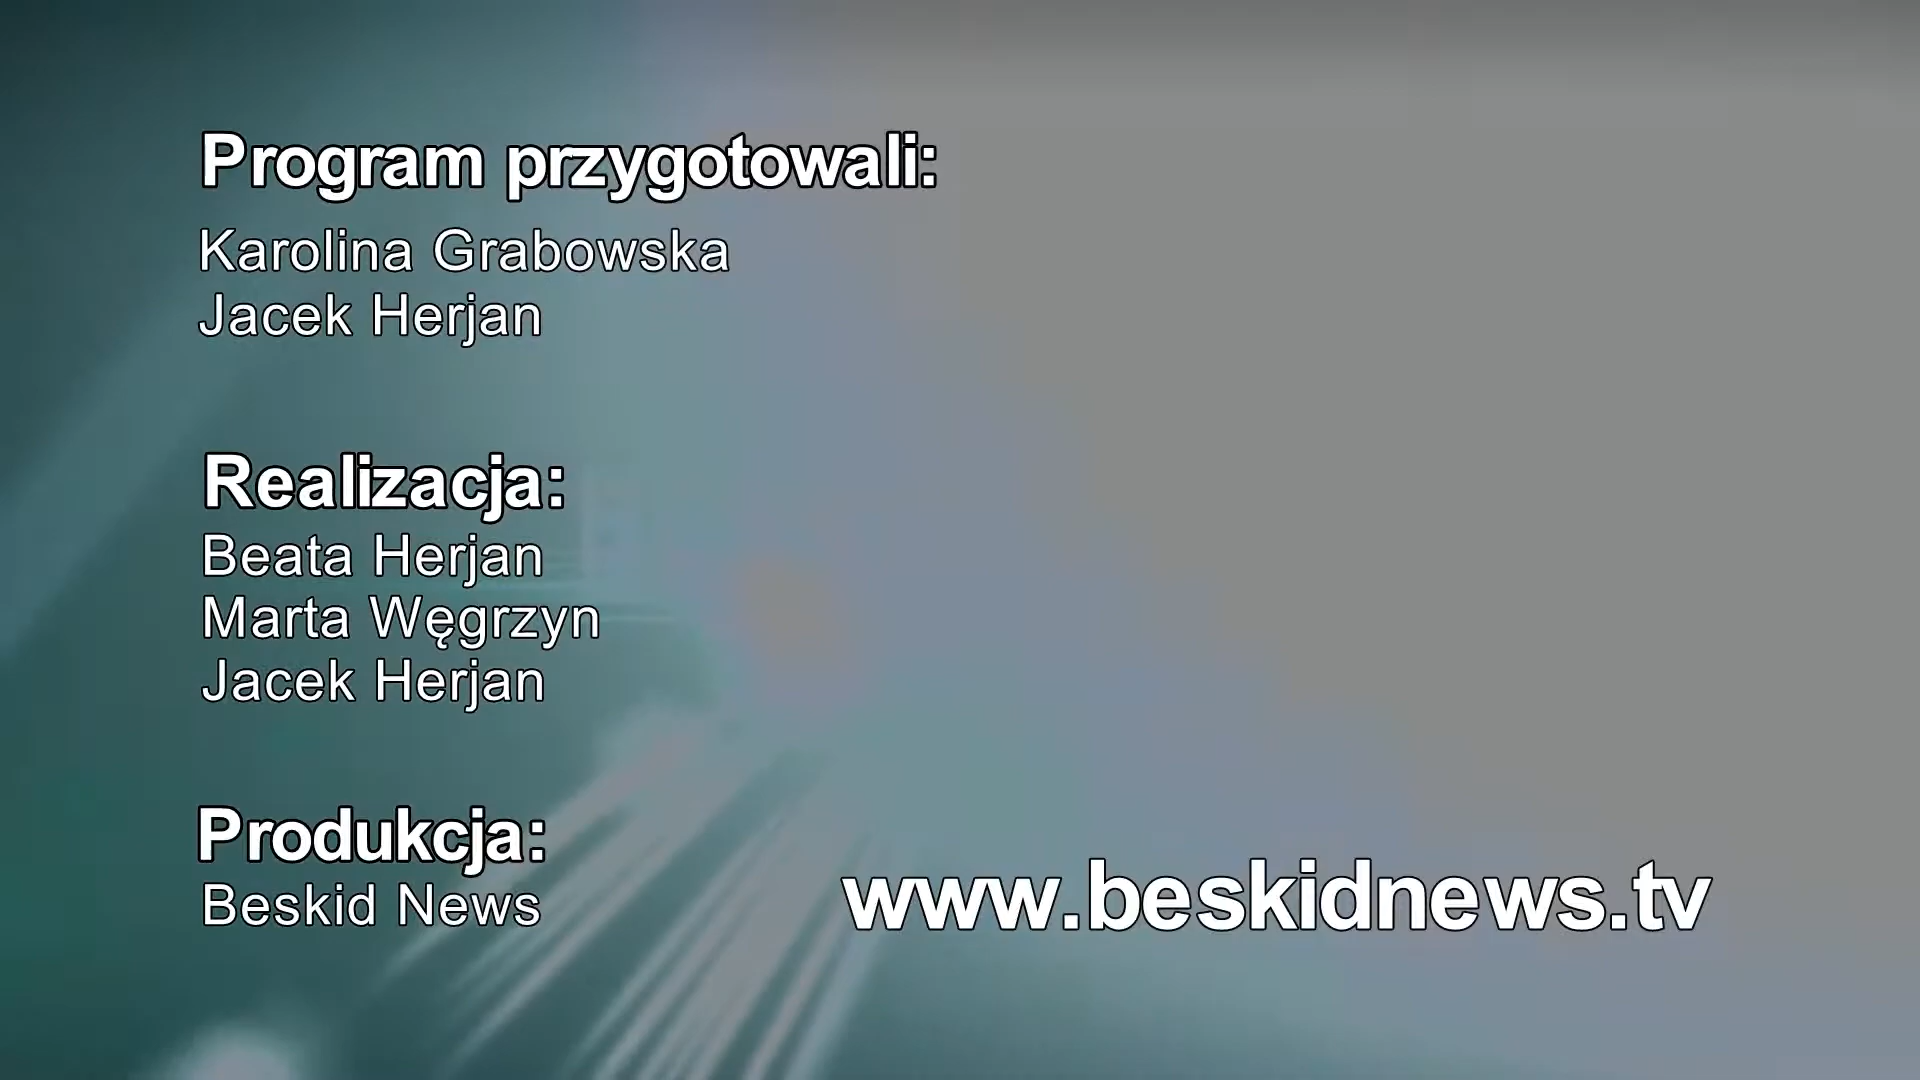 Program przygotowali:
Karolina Grabowska
Jacek Herjan
Realizacja:
Beata Herjan
Marta Węgrzyn
Jacek Herjan
Produkcja:
Beskid News
www.beskidnews.tv